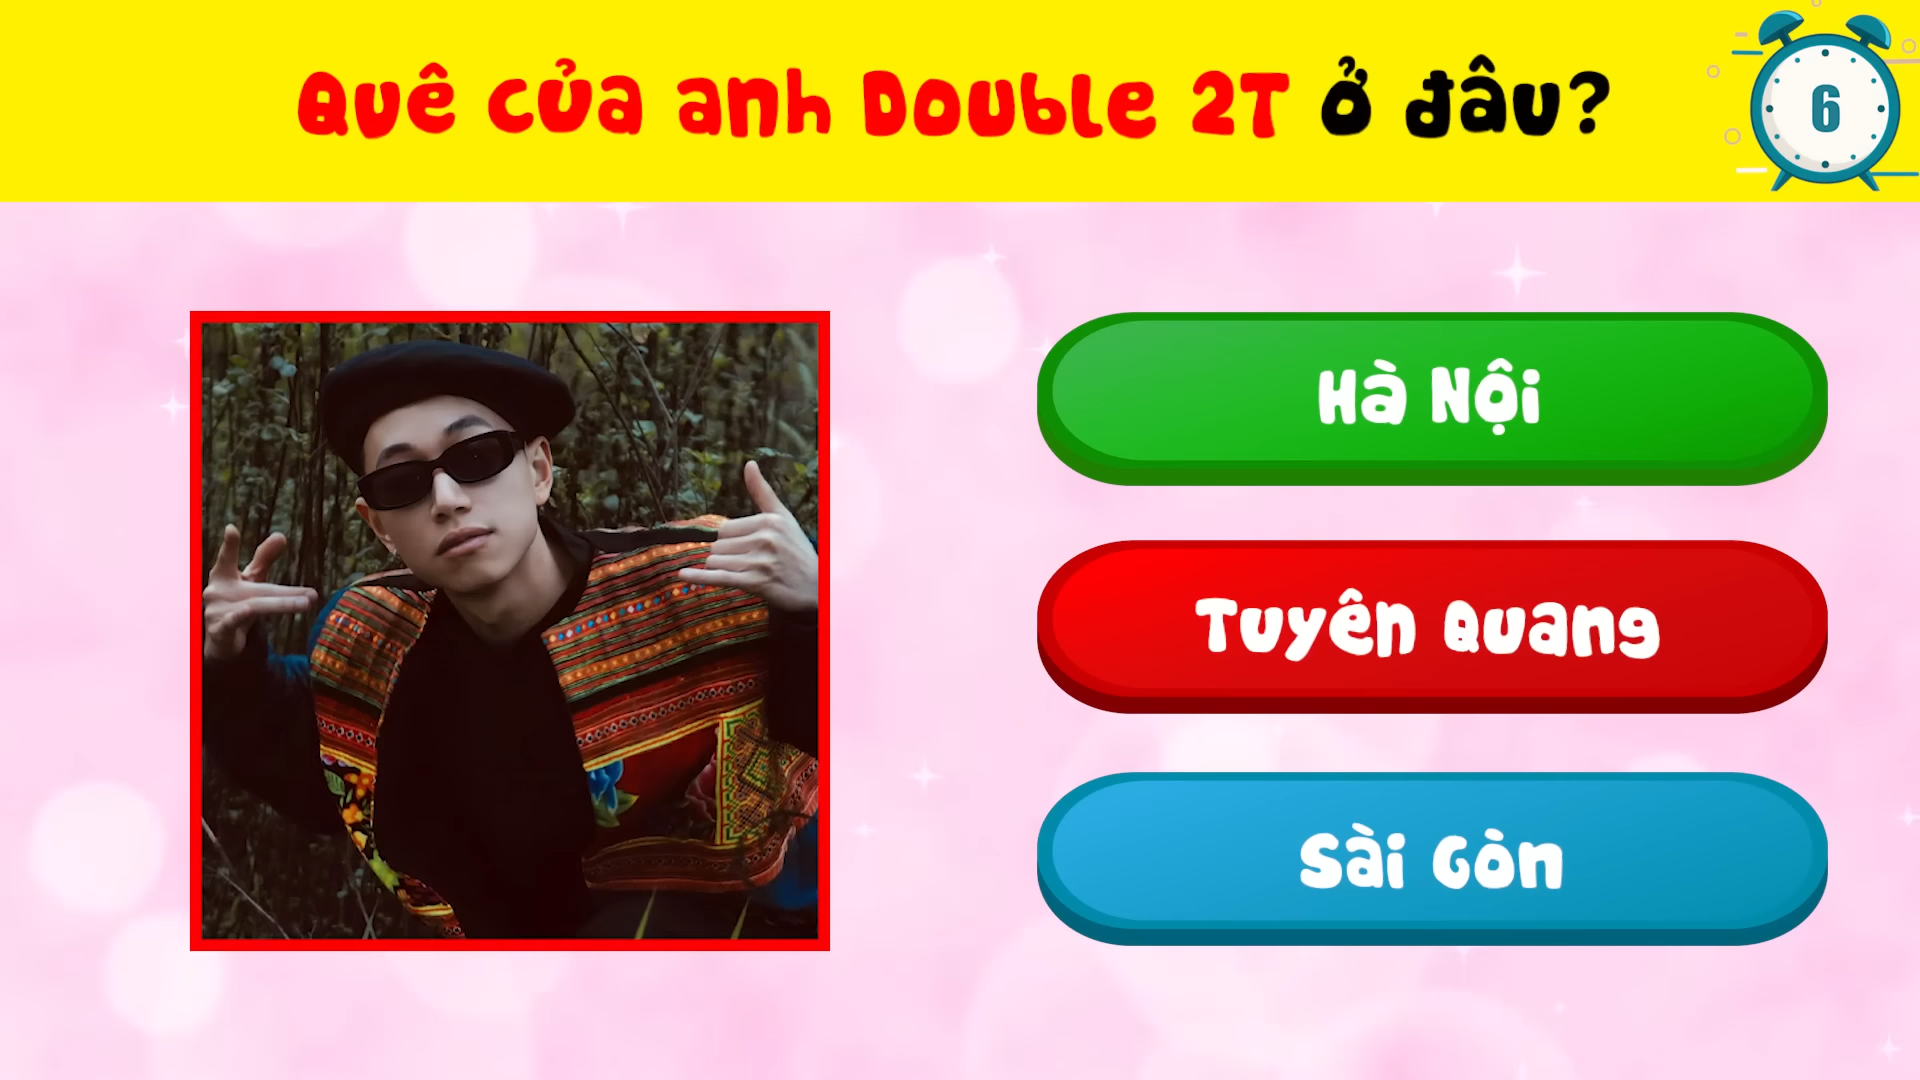 Quê của anh Double 2T ở đâu?
6
Hà Nội
Tuyên Quang
Sài Gòn